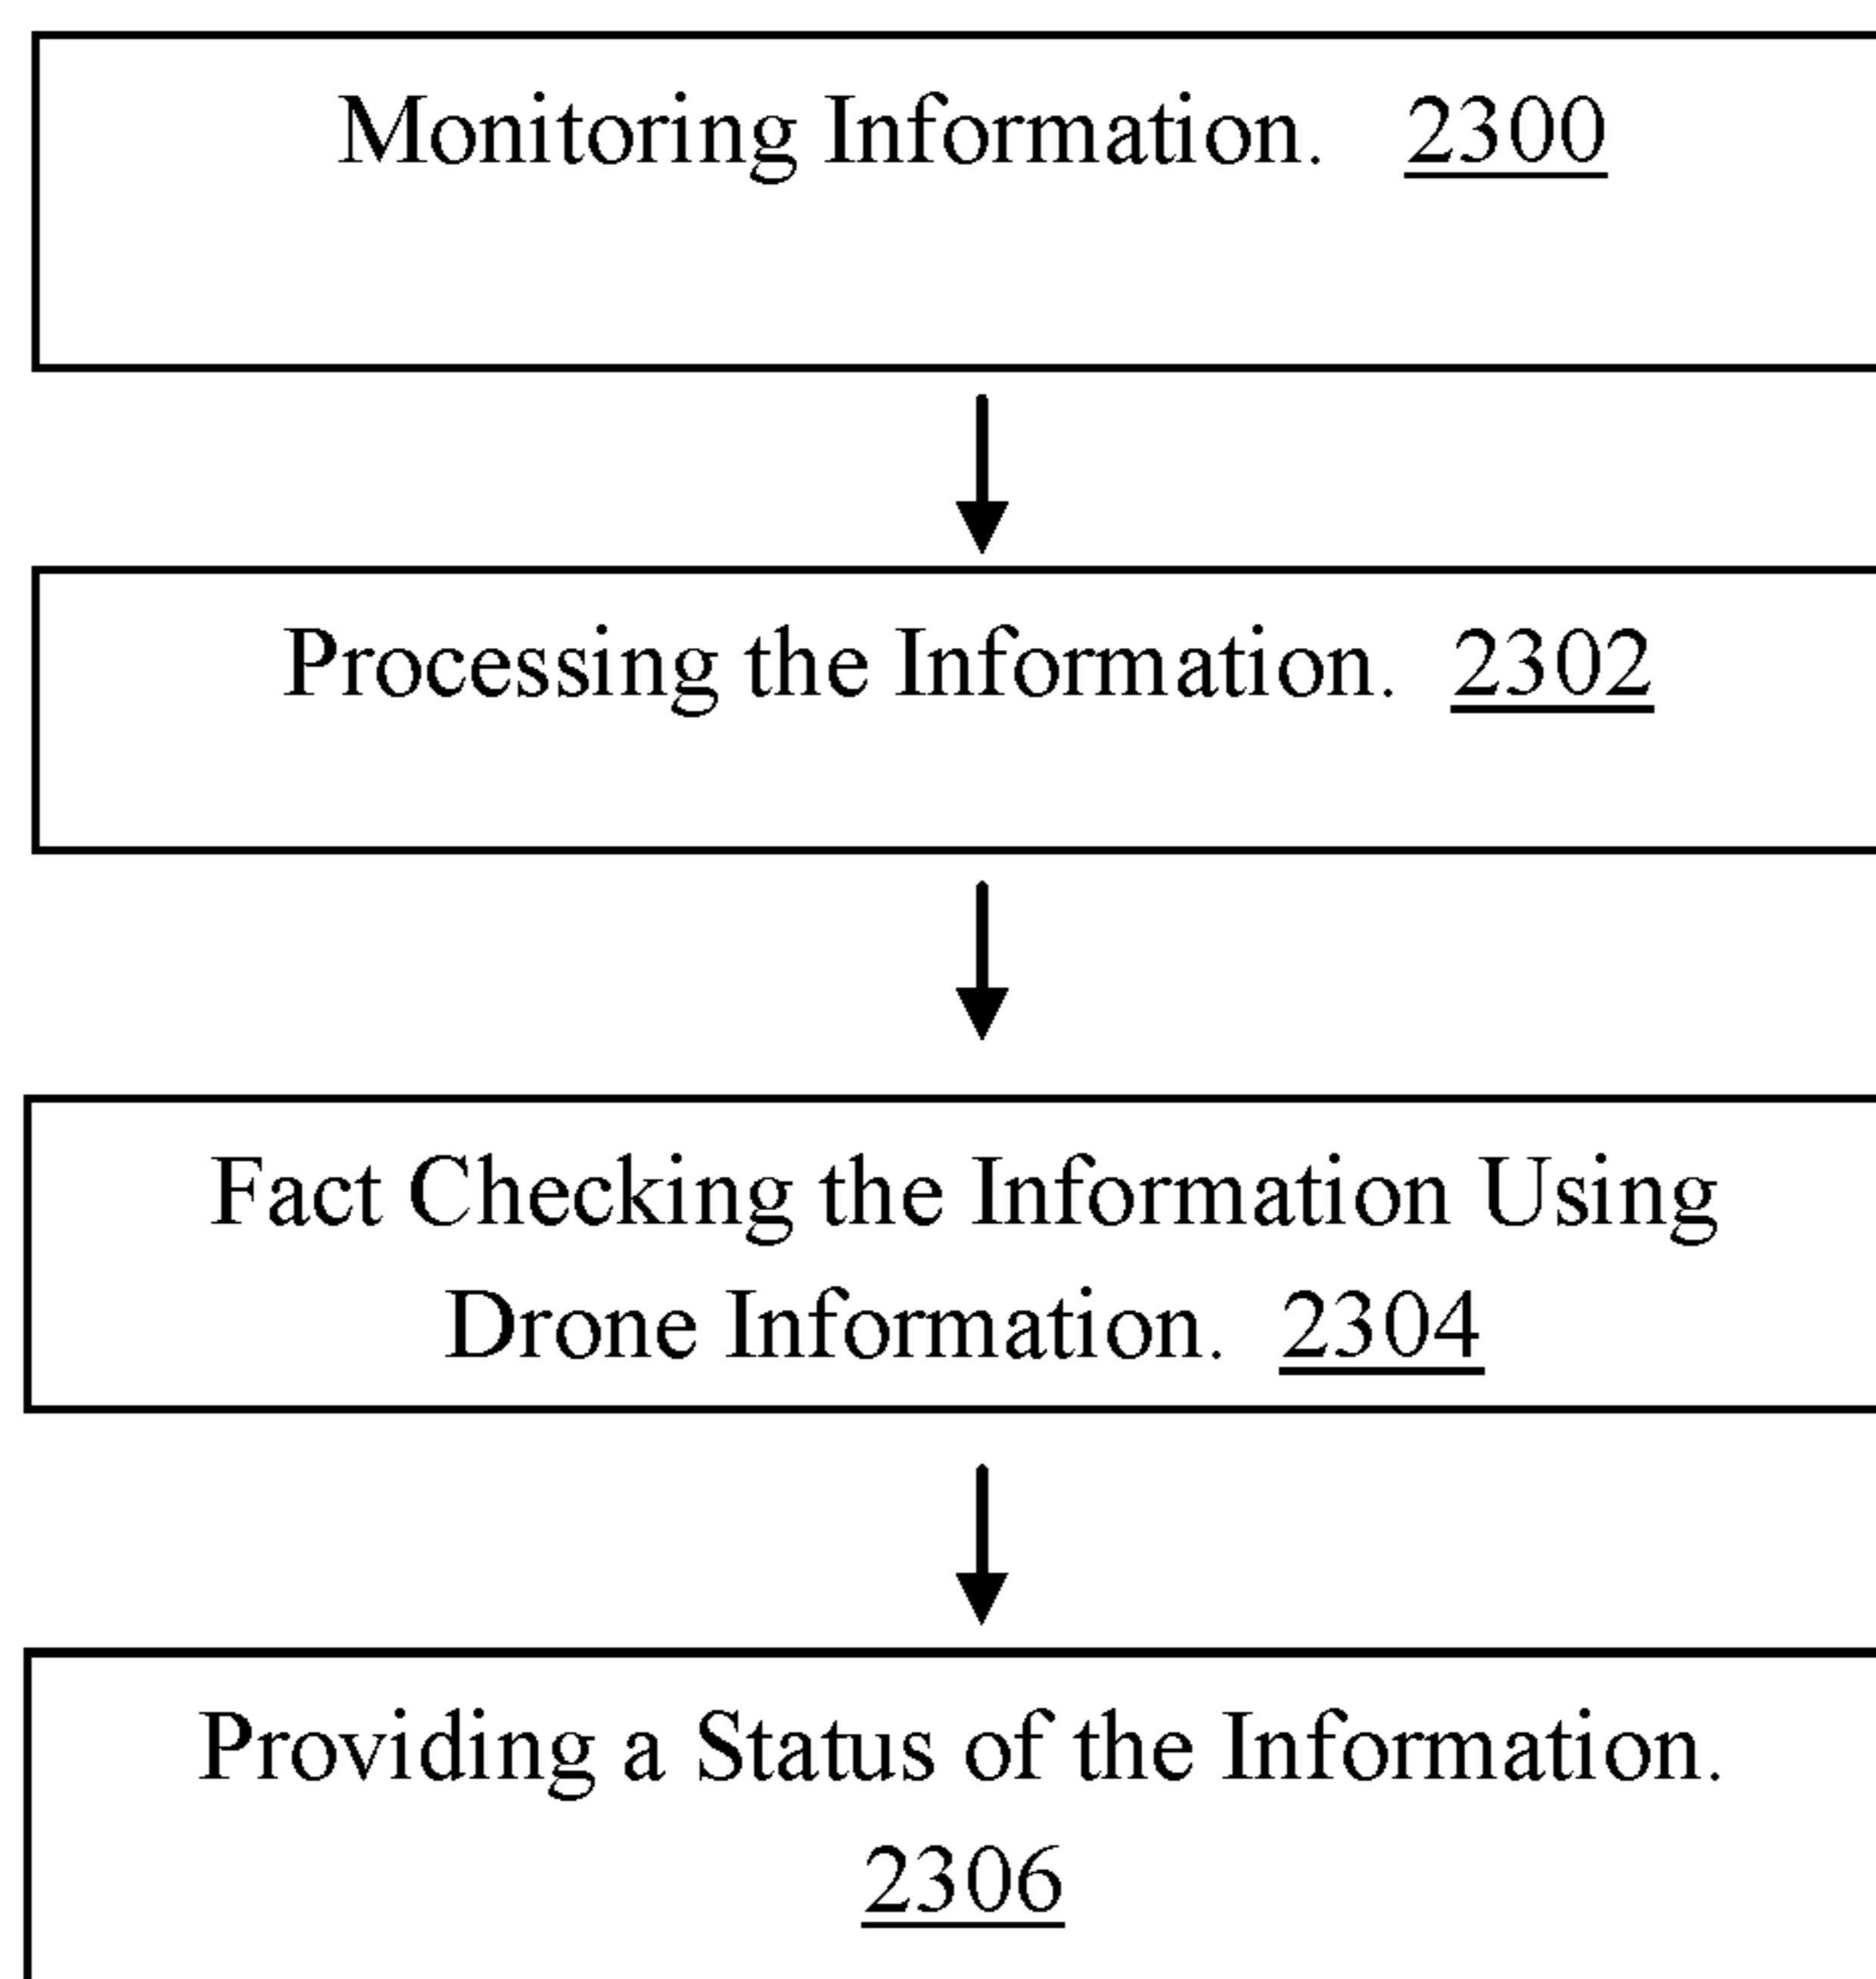 Monitoring Information. 2300
Processing the Information. 2302
Fact Checking the Information Using
Drone Information. 2304
Providing a Status of the Information.
2306